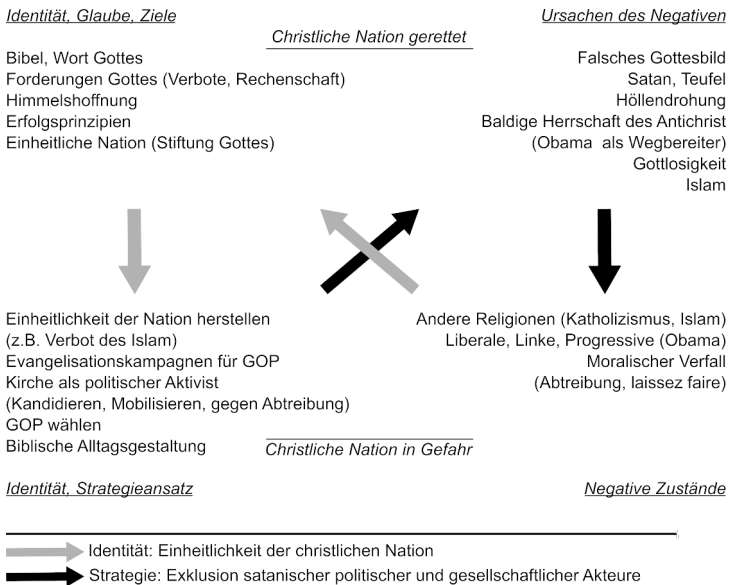 Identität, Glaube, Ziele
Ursachen des Negativen
Christliche Nation gerettet
Bibel, Wort Gottes
Forderungen Gottes (Verbote, Rechenschaft)
Himmelshoffnung
Erfolgsprinzipien
Einheitliche Nation (Stiftung Gottes)
Falsches Gottesbild
Satan, Teufel
Höllendrohung
Baldige Herrschaft des Antichrist
(Obama als Wegbereiter)
Gottlosigkeit
Islam
Einheitlichkeit der Nation herstellen
(z.B. Verbot des Islam)
Evangelisationskampagnen für GOP
Kirche als politischer Aktivist
(Kandidieren, Mobilisieren, gegen Abtreibung)
GOP wählen
Biblische Alltagsgestaltung
Andere Religionen (Katholizismus, Islam)
Liberale, Linke, Progressive (Obama)
Moralischer Verfall
(Abtreibung, laissez faire)
Christliche Nation in Gefahr
Identität, Strategieansatz
Negative Zustände
Identität: Einheitlichkeit der christlichen Nation
Strategie: Exklusion satanischer politischer und gesellschaftlicher Akteure